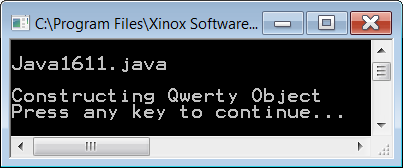 C:\Program Files\Xinox Software...
Java1611.java
Constructing Qwerty Object
Press any key to continue...